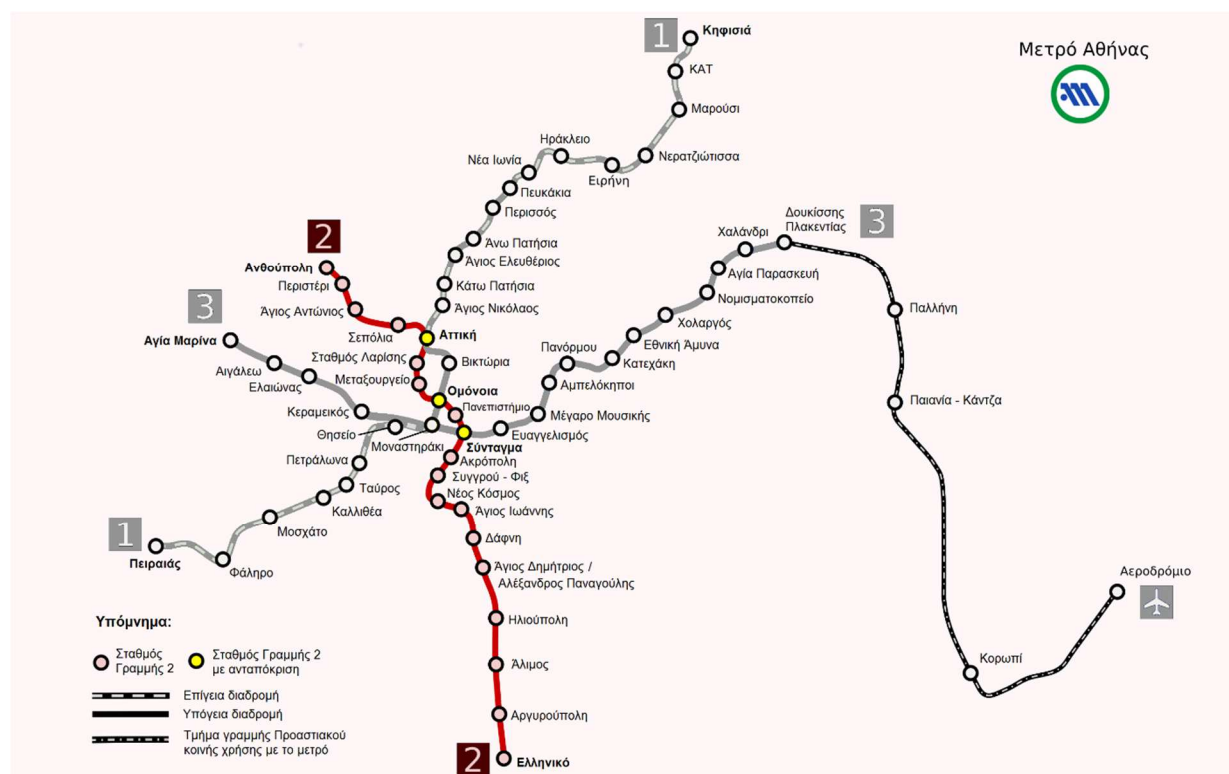 1
Κηφισιά
Μετρό Αθήνας
ΚΑΤ
Μαρούσι
Ηράκλειο
Νερατζιώτισσα
Νέα Ιωνία
Ειρήνη
Πευκάκια
Περισσός
Δουκίσσης
Πλακεντίας
3
2
Χαλάνδρι
Άνω Πατήσια
Άγιος Ελευθέριος
Ανθούπολη
Αγία Παρασκευή
Περιστέρι
Κάτω Πατήσια
Νομισματοκοπείο
3
Άγιος Αντώνιος
Άγιος Νικόλαος
Παλλήνη
Χολαργός
Σεπόλια
Αττική
Εθνική Άμυνα
Αγία Μαρίνα
Πανόρμου
Σταθμός Λαρίσης
Βικτώρια
Κατεχάκη
Αιγάλεω
Μεταξουργείο
Αμπελόκηποι
Ελαιώνας
Ομόνοια
Παιανία - Κάντζα
Κεραμεικός
Πανεπιστήμιο
Μέγαρο Μουσικής
Θησείο
Ευαγγελισμός
Μοναστηράκι
Σύνταγμα
Πετράλωνα
Ακρόπολη
Συγγρού - Φιξ
Ταύρος
Νέος Κόσμος
Καλλιθέα
Άγιος Ιωάννης
1
Μοσχάτο
Δάφνη
Πειραιάς
Φάληρο
Άγιος Δημήτριος /
Αλέξανδρος Παναγούλης
Αεροδρόμιο
Ηλιούπολη
Υπόμνημα:
Σταθμός
Γραμμής 2
Σταθμός Γραμμής 2
με ανταπόκριση
Άλιμος
Κορωπί
Επίγεια διαδρομή
Υπόγεια διαδρομή
Αργυρούπολη
Τμήμα γραμμής Προαστιακού
κοινής χρήσης με το μετρό
2
Ελληνικό